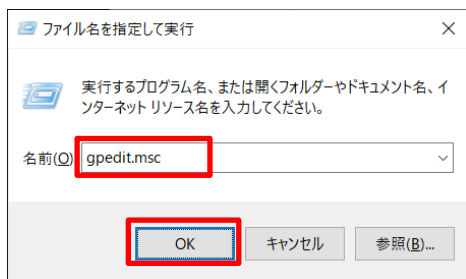 ファイル名を指定して実行
実行するプログラム名、または開くフォルダーやドキュメント名、イ
ンターネット リソース名を入力してください。
名前(O) gpedit.msc
OK キャンセル 参照(B)...